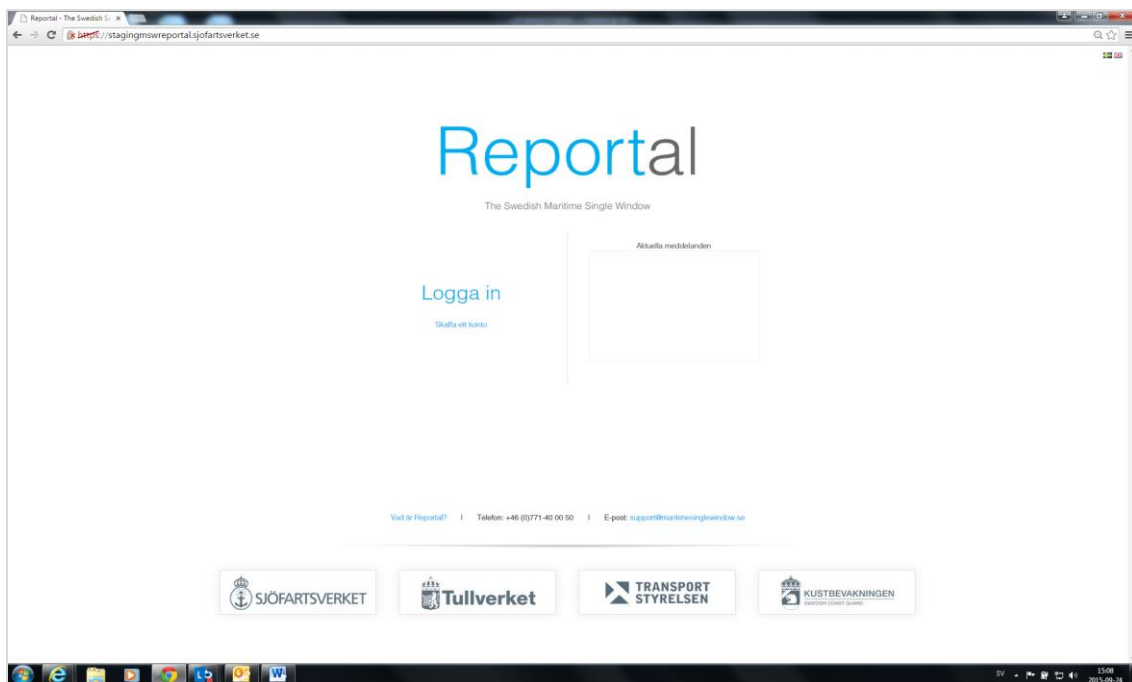 Reportal - The Swedish S
https://stagingmswreportal.sjofartsverket.se
Reportal
The Swedish Maritime Single Window
Aktuella meddelanden
Logga in
Skaffa ett konto
Vad är Reportal? | Telefon: +46 (0)771-40 00 50 | E-post: support@maritimesinglewindow.se
SJÖFARTSVERKET
Tullverket
TRANSPORT
STYRELSEN
KUSTBEVAKNINGEN
SWEDISH COAST GUARD
SV
15:08
2015-09-24